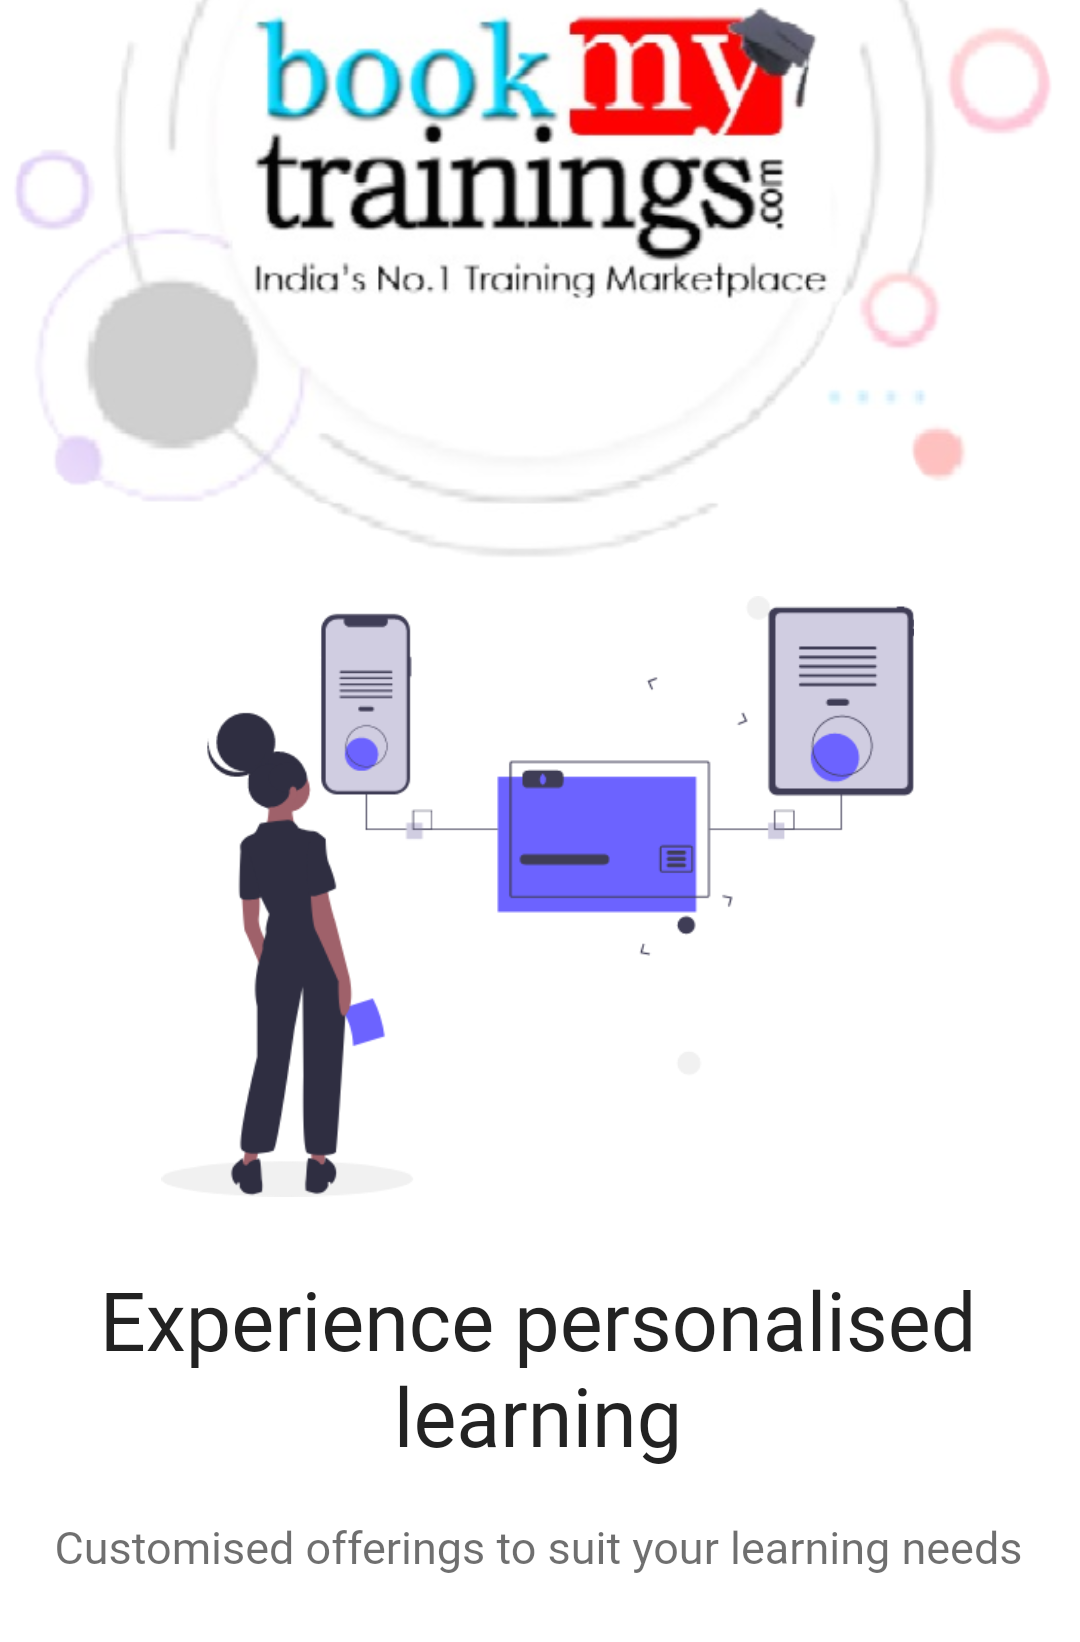 book my
trainings.com
India's No.1 Training Marketplace
Experience personalised
learning
Customised offerings to suit your learning needs